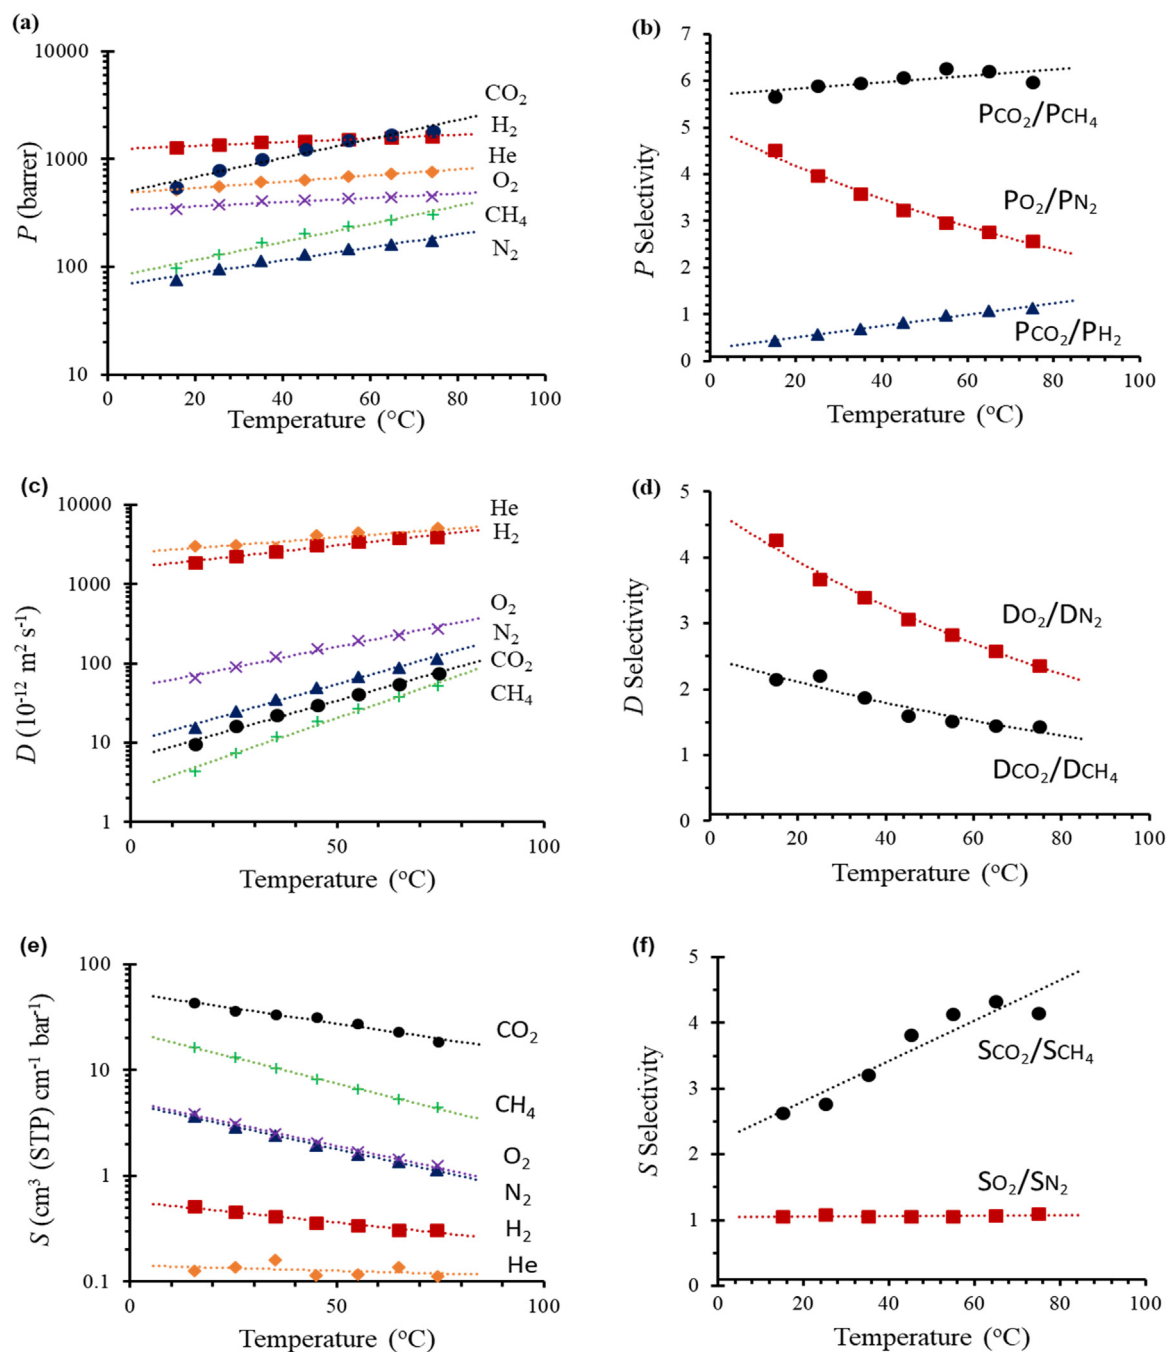 (a)
10000
1000
100
10
P (barrer)
0 20 40 60 80 100
Temperature (°C)
CO2
H2
He
O2
CH4
N2
(b)
7
6
5
4
3
2
1
0
P Selectivity
PCO2/PCH4
PO2/PN2
PCO2/PH2
0 20 40 60 80 100
Temperature (°C)
(c)
10000
1000
100
10
1
D (10-12 m2 s-1)
He
H2
O2
N2
CO2
CH4
0 50 100
Temperature (°C)
(d)
5
4
3
2
1
0
D Selectivity
DO2/DN2
DCO2/DCH4
0 20 40 60 80 100
Temperature (°C)
(e)
100
10
1
0.1
S (cm3 (STP) cm-1 bar-1)
CO2
CH4
O2
N2
H2
He
0 50 100
Temperature (°C)
(f)
5
4
3
2
1
0
S Selectivity
SCO2/SCH4
SO2/SN2
0 20 40 60 80 100
Temperature (°C)